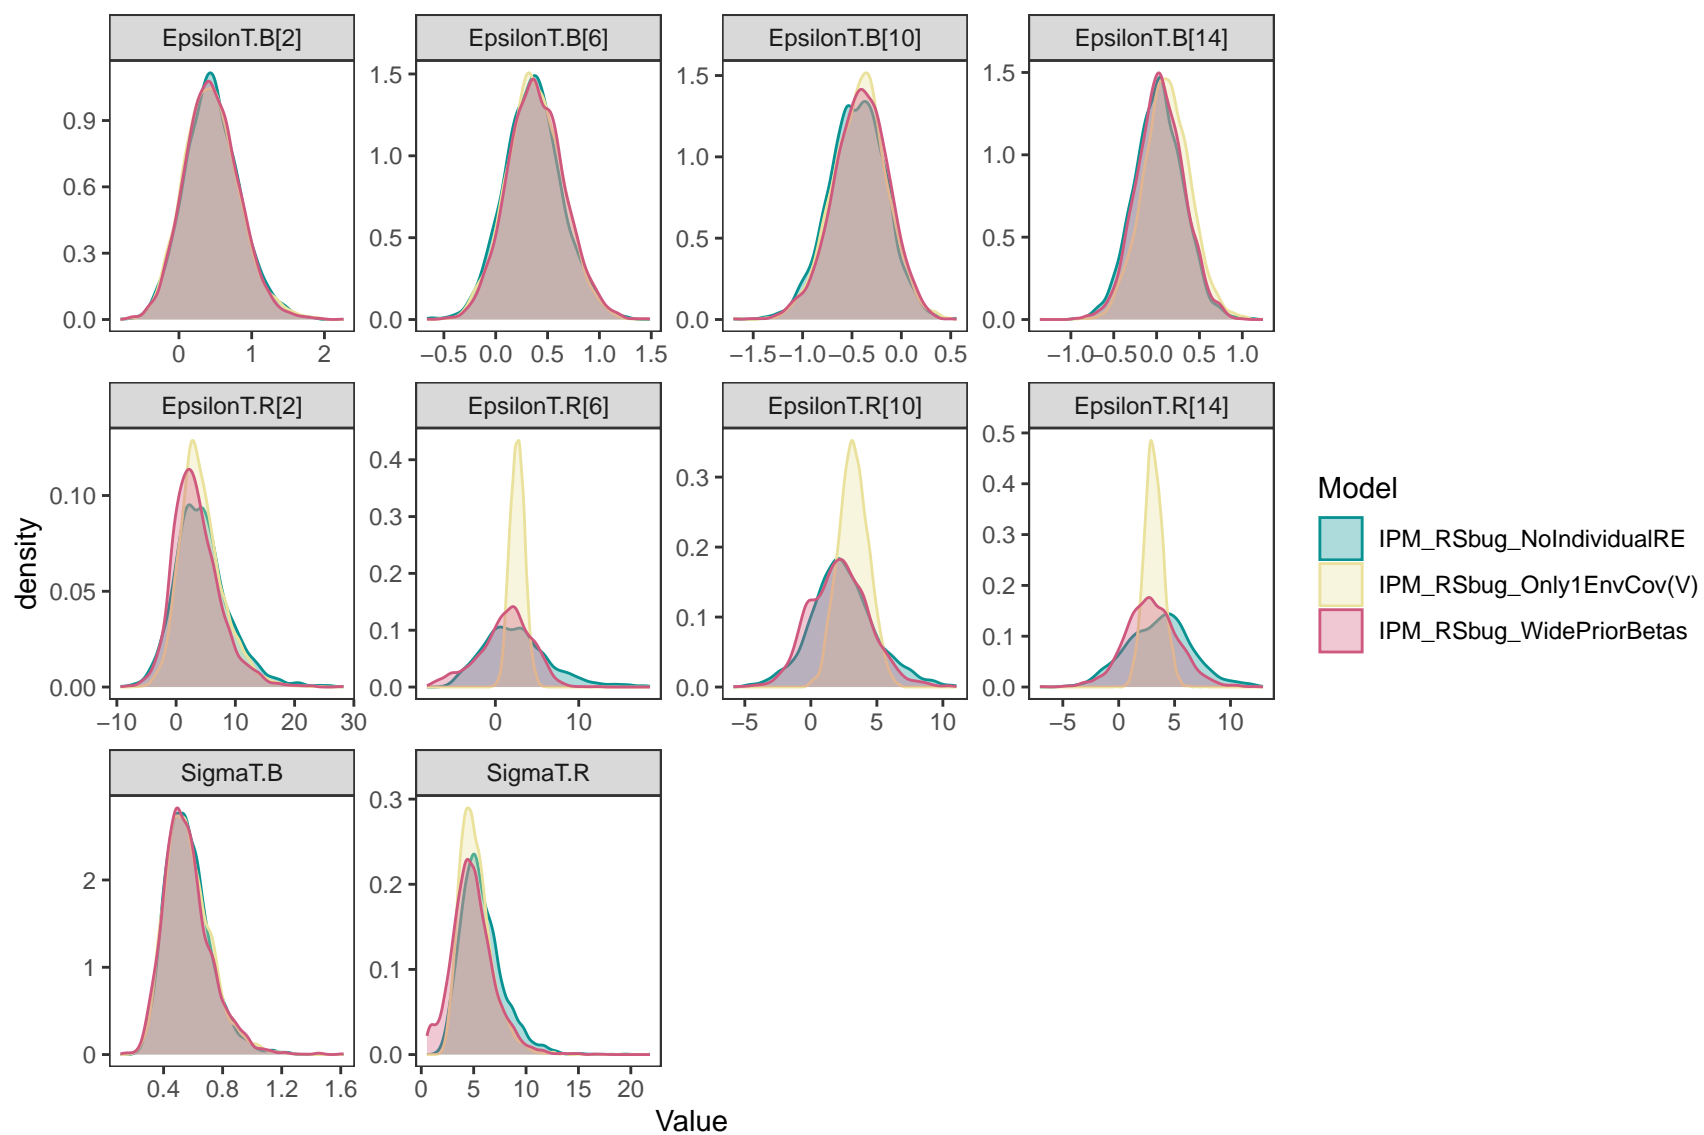 EpsilonT.B[2] EpsilonT.B[6] EpsilonT.B[10] EpsilonT.B[14]
0.9 0.6 0.3 0.0
1.5 1.0 0.5 0.0
1.5 1.0 0.5 0.0
1.5 1.0 0.5 0.0
0 1 2
−0.5 0.0 0.5 1.0 1.5
−1.5 −1.0 −0.5 0.0 0.5
−1.0 −0.5 0.0 0.5 1.0
EpsilonT.R[2] EpsilonT.R[6] EpsilonT.R[10] EpsilonT.R[14]
0.10 0.05 0.00
0.4 0.3 0.2 0.1 0.0
0.3 0.2 0.1 0.0
0.5 0.4 0.3 0.2 0.1 0.0
−10 0 10 20 30
0 10
−5 0 5 10
−5 0 5 10
SigmaT.B SigmaT.R
2 1 0
0.3 0.2 0.1 0.0
0.4 0.8 1.2 1.6
0 5 10 15 20
density
Value
Model
IPM_RSbug_NoIndividualRE
IPM_RSbug_Only1EnvCov(V)
IPM_RSbug_WidePriorBetas